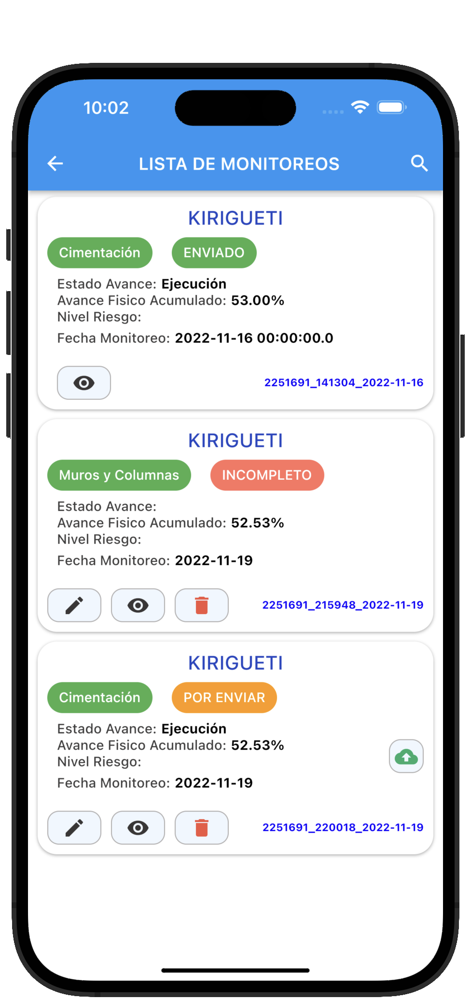 10:02
LISTA DE MONITOREOS
KIRIGUETI
Cimentación ENVIADO
Estado Avance: Ejecución
Avance Fisico Acumulado: 53.00%
Nivel Riesgo:
Fecha Monitoreo: 2022-11-16 00:00:00.0
2251691_141304_2022-11-16
KIRIGUETI
Muros y Columnas INCOMPLETO
Estado Avance:
Avance Fisico Acumulado: 52.53%
Nivel Riesgo:
Fecha Monitoreo: 2022-11-19
2251691_215948_2022-11-19
KIRIGUETI
Cimentación POR ENVIAR
Estado Avance: Ejecución
Avance Fisico Acumulado: 52.53%
Nivel Riesgo:
Fecha Monitoreo: 2022-11-19
2251691_220018_2022-11-19